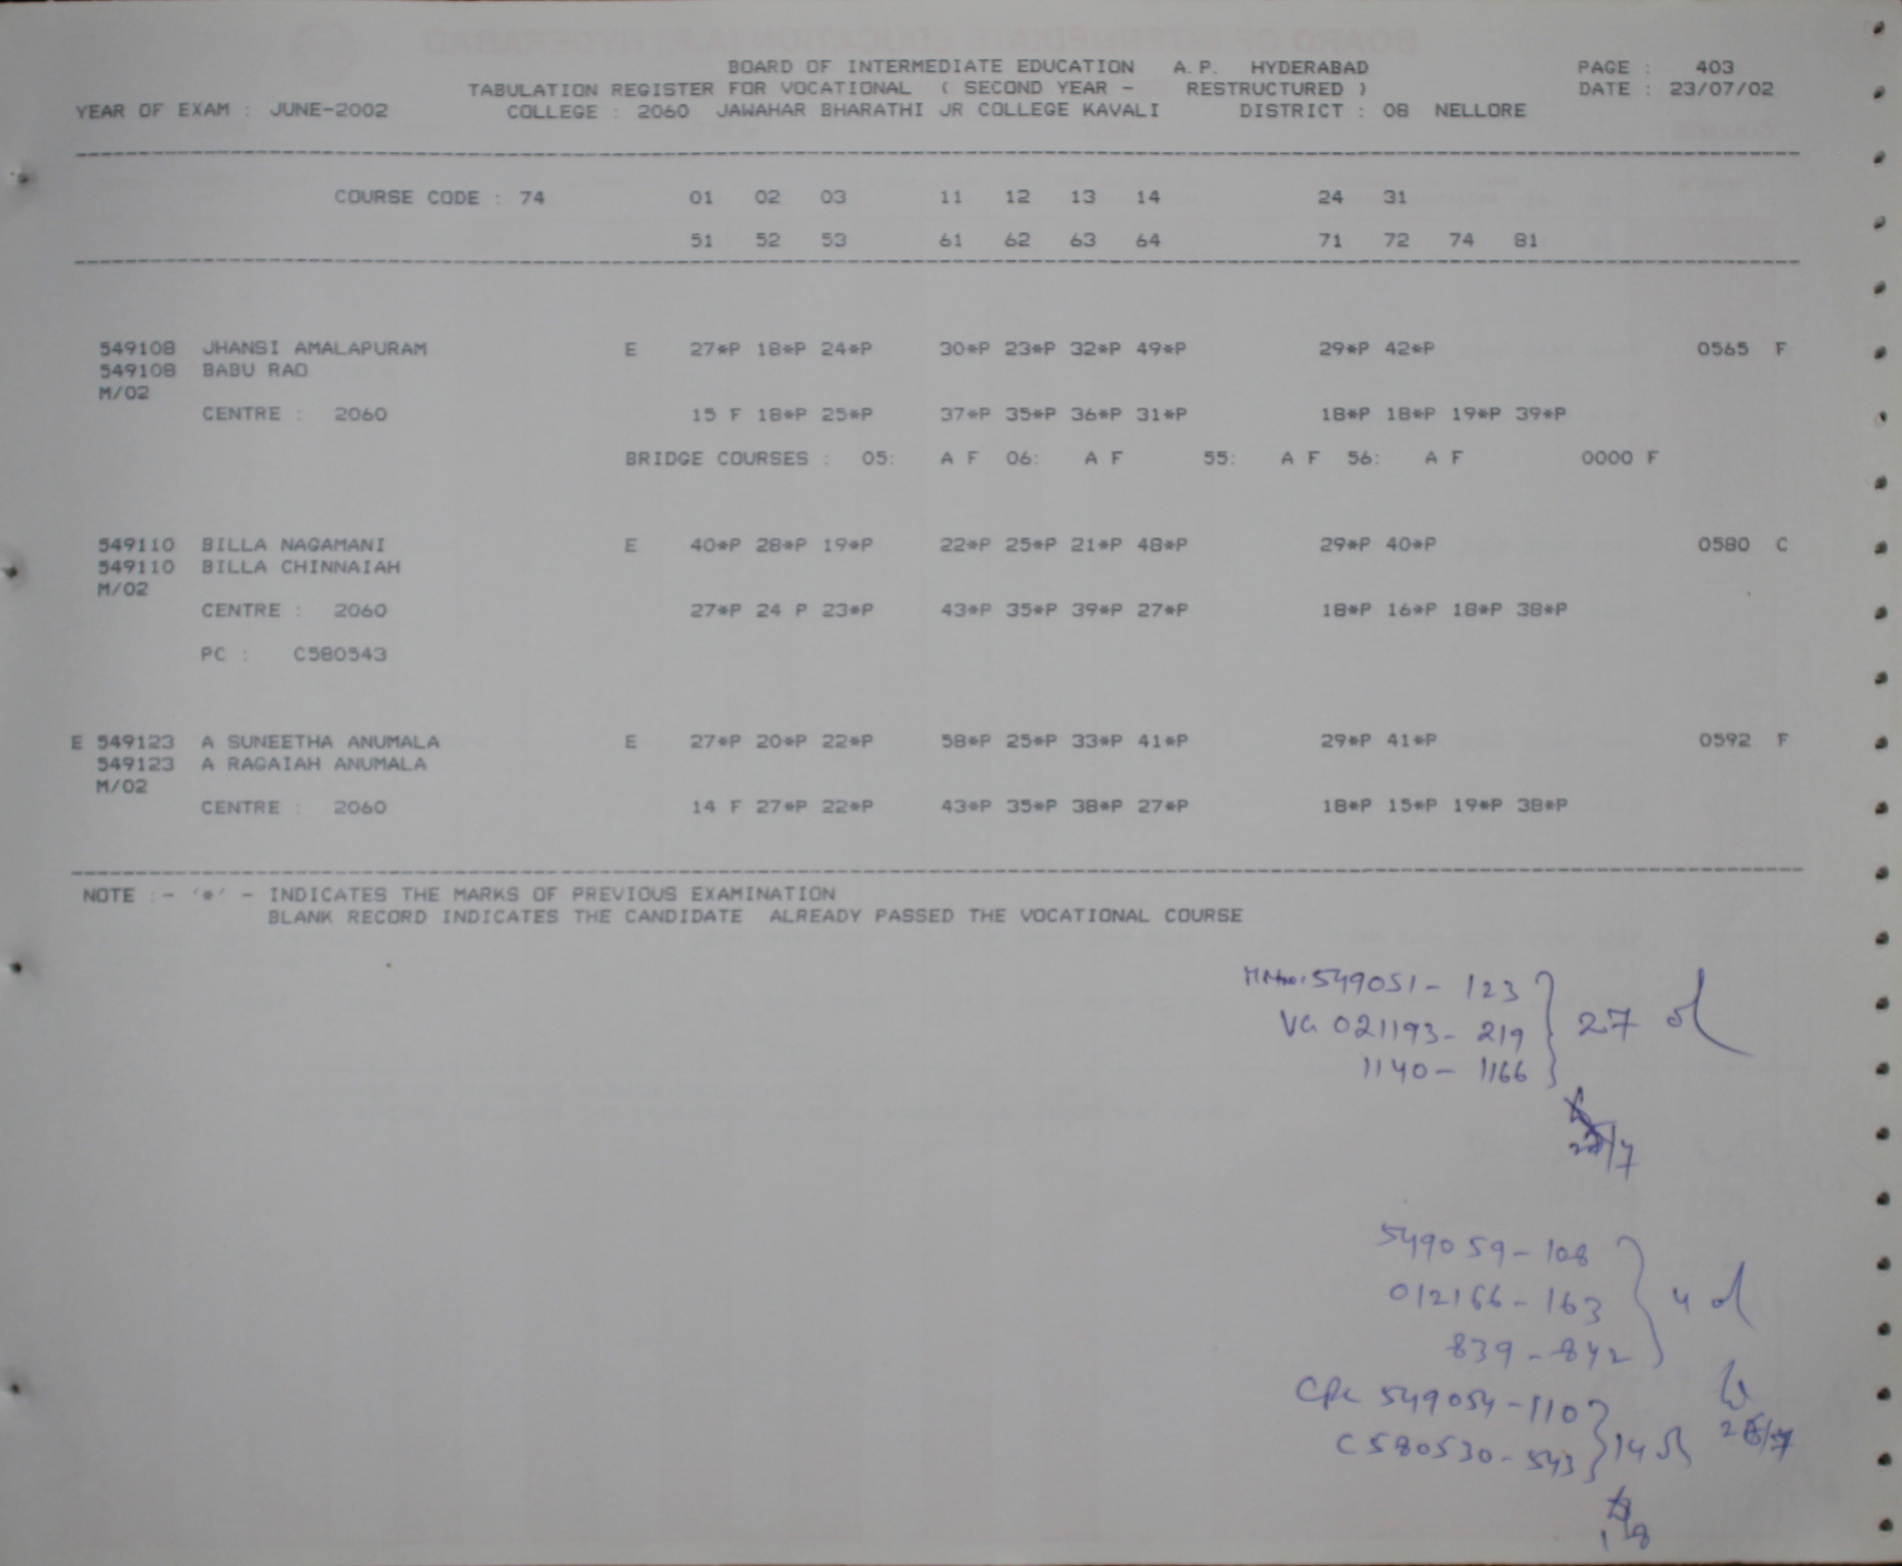 BOARD OF INTERMEDIATE EDUCATION A.P. HYDERABAD PAGE : 403
TABULATION REGISTER FOR VOCATIONAL ( SECOND YEAR - RESTRUCTURED ) DATE : 23/07/02
YEAR OF EXAM : JUNE-2002 COLLEGE : 2060 JAWAHAR BHARATHI JR COLLEGE KAVALI DISTRICT : 08 NELLORE
COURSE CODE : 74 01 02 03 11 12 13 14 24 31
51 52 53 61 62 63 64 71 72 74 81
549108 JHANSI AMALAPURAM E 27*P 18*P 24*P 30*P 23*P 32*P 49*P 29*P 42*P 0565 F
549108 BABU RAO
M/02
CENTRE : 2060 15 F 18*P 25*P 37*P 35*P 36*P 31*P 18*P 18*P 19*P 39*P
BRIDGE COURSES : 05: A F 06: A F 55: A F 56: A F 0000 F
549110 BILLA NAGAMANI E 40*P 28*P 19*P 22*P 25*P 21*P 48*P 29*P 40*P 0580 C
549110 BILLA CHINNAIAH
M/02
CENTRE : 2060 27*P 24 P 23*P 43*P 35*P 39*P 27*P 18*P 16*P 18*P 38*P
PC : C580543
E 549123 A SUNEETHA ANUMALA E 27*P 20*P 22*P 58*P 25*P 33*P 41*P 29*P 41*P 0592 F
549123 A RAGAIAH ANUMALA
M/02
CENTRE : 2060 14 F 27*P 22*P 43*P 35*P 38*P 27*P 18*P 15*P 19*P 38*P
NOTE :- '*' - INDICATES THE MARKS OF PREVIOUS EXAMINATION
BLANK RECORD INDICATES THE CANDIDATE ALREADY PASSED THE VOCATIONAL COURSE
549051 - 123
021193 - 219 27
1140 - 1166
549059 - 108
012166 - 163 4
839 - 842
549054 - 110
C580530 - 543 14